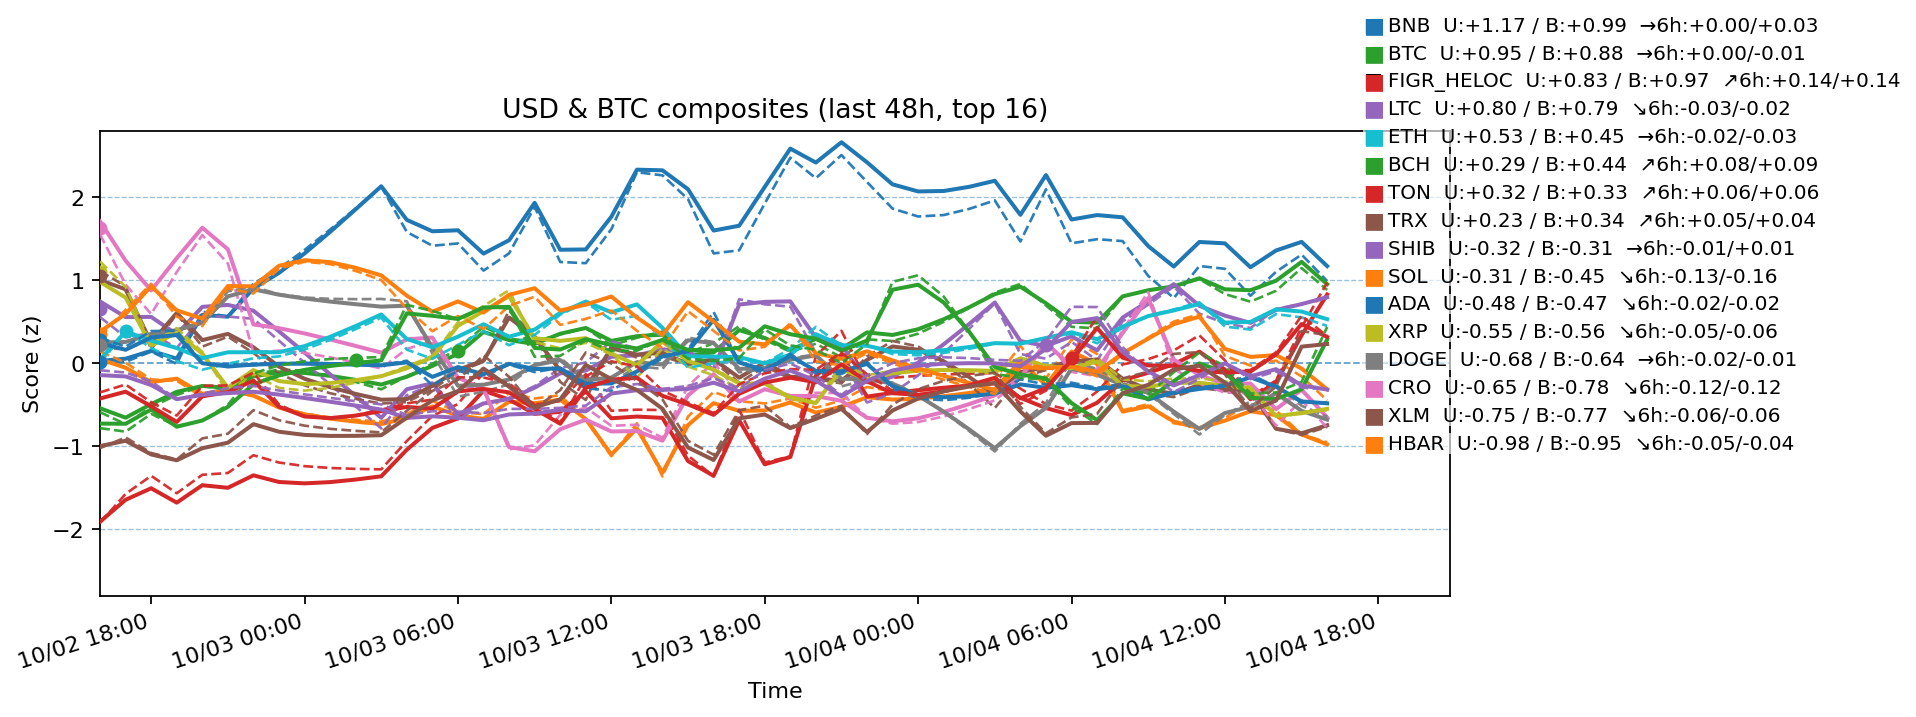 BNB  U:+1.17 / B:+0.99  →6h:+0.00/+0.03
BTC  U:+0.95 / B:+0.88  →6h:+0.00/-0.01
FIGR_HELOC  U:+0.83 / B:+0.97  ↗6h:+0.14/+0.14
LTC  U:+0.80 / B:+0.79  ↘6h:-0.03/-0.02
ETH  U:+0.53 / B:+0.45  →6h:-0.02/-0.03
BCH  U:+0.29 / B:+0.44  ↗6h:+0.08/+0.09
TON  U:+0.32 / B:+0.33  ↗6h:+0.06/+0.06
TRX  U:+0.23 / B:+0.34  ↗6h:+0.05/+0.04
SHIB  U:-0.32 / B:-0.31  →6h:-0.01/+0.01
SOL  U:-0.31 / B:-0.45  ↘6h:-0.13/-0.16
ADA  U:-0.48 / B:-0.47  ↘6h:-0.02/-0.02
XRP  U:-0.55 / B:-0.56  ↘6h:-0.05/-0.06
DOGE  U:-0.68 / B:-0.64  →6h:-0.02/-0.01
CRO  U:-0.65 / B:-0.78  ↘6h:-0.12/-0.12
XLM  U:-0.75 / B:-0.77  ↘6h:-0.06/-0.06
HBAR  U:-0.98 / B:-0.95  ↘6h:-0.05/-0.04
USD & BTC composites (last 48h, top 16)
Score (z)
2
1
0
−1
−2
10/02 18:00
10/03 00:00
10/03 06:00
10/03 12:00
10/03 18:00
10/04 00:00
10/04 06:00
10/04 12:00
10/04 18:00
Time